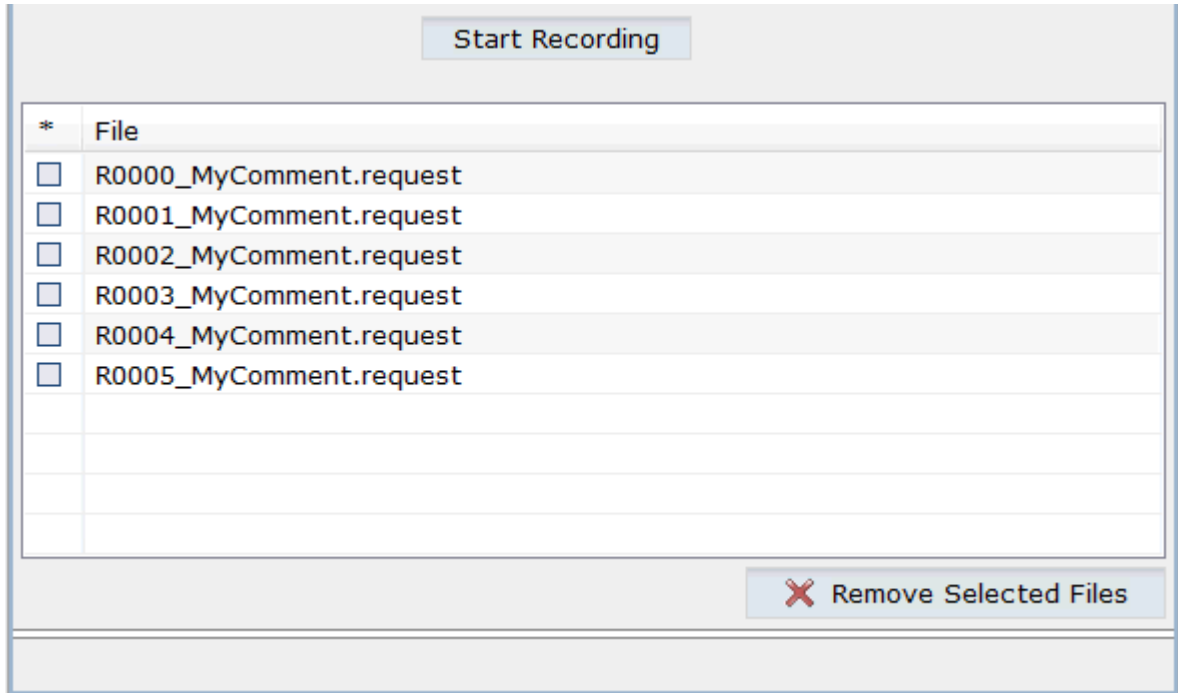 Start Recording
* File
R0000_MyComment.request
R0001_MyComment.request
R0002_MyComment.request
R0003_MyComment.request
R0004_MyComment.request
R0005_MyComment.request
Remove Selected Files